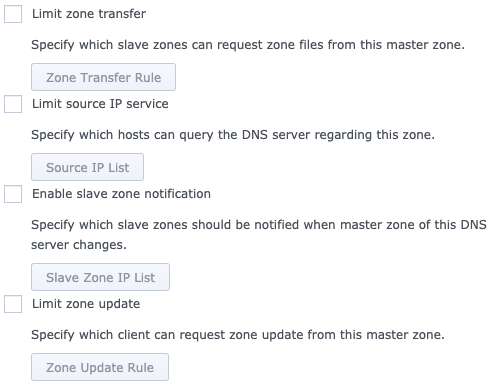 Limit zone transfer
Specify which slave zones can request zone files from this master zone.
Zone Transfer Rule
Limit source IP service
Specify which hosts can query the DNS server regarding this zone.
Source IP List
Enable slave zone notification
Specify which slave zones should be notified when master zone of this DNS
server changes.
Slave Zone IP List
Limit zone update
Specify which client can request zone update from this master zone.
Zone Update Rule